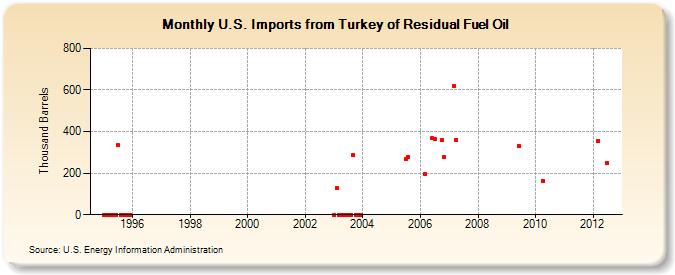 Monthly U.S. Imports from Turkey of Residual Fuel Oil
Thousand Barrels
800
600
400
200
0
1996 1998 2000 2002 2004 2006 2008 2010 2012
Source: U.S. Energy Information Administration